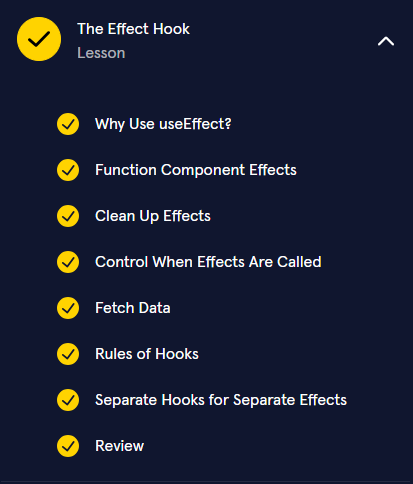 The Effect Hook
Lesson
Why Use useEffect?
Function Component Effects
Clean Up Effects
Control When Effects Are Called
Fetch Data
Rules of Hooks
Separate Hooks for Separate Effects
Review